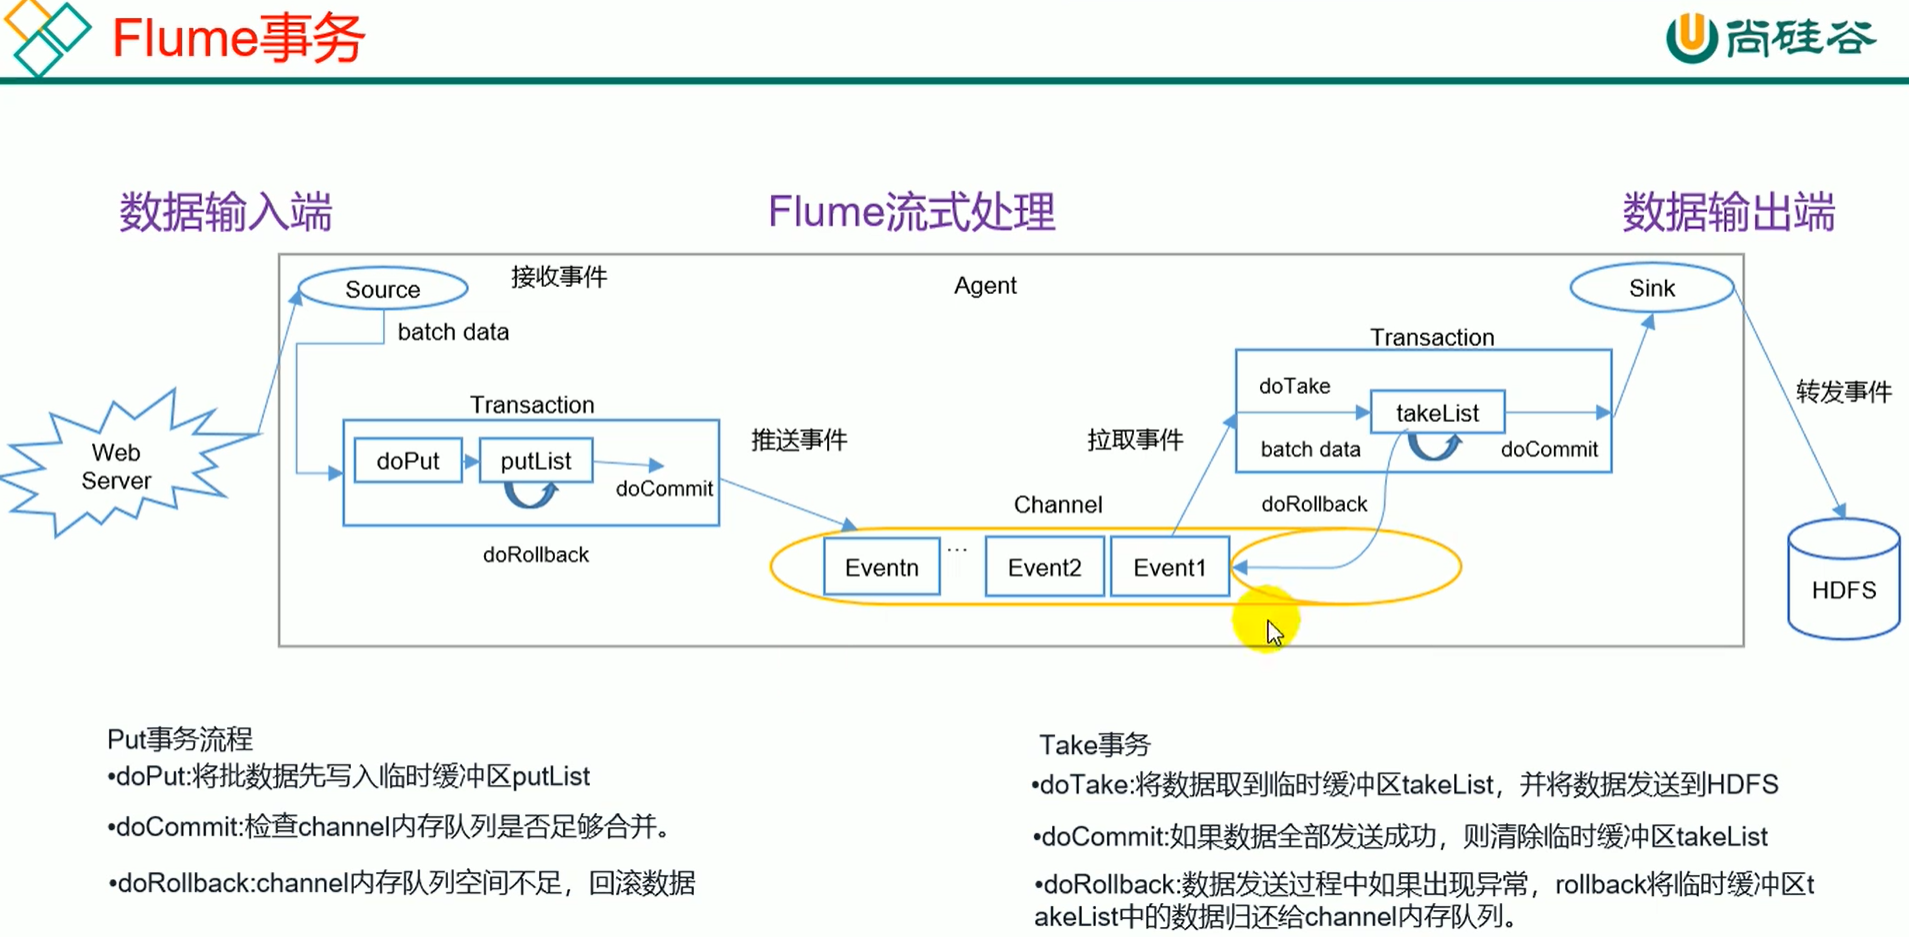 Flume事务
尚硅谷
数据输入端
Flume流式处理
数据输出端
Source
接收事件
Agent
Sink
batch data
Transaction
doPut
putList
doCommit
doRollback
Web
Server
推送事件
拉取事件
Transaction
doTake
takeList
batch data
doCommit
doRollback
转发事件
Channel
Eventn
...
Event2
Event1
HDFS
Put事务流程
•doPut:将批数据先写入临时缓冲区putList
•doCommit:检查channel内存队列是否足够合并。
•doRollback:channel内存队列空间不足，回滚数据
Take事务
•doTake:将数据取到临时缓冲区takeList，并将数据发送到HDFS
•doCommit:如果数据全部发送成功，则清除临时缓冲区takeList
•doRollback:数据发送过程中如果出现异常，rollback将临时缓冲区t
akeList中的数据归还给channel内存队列。